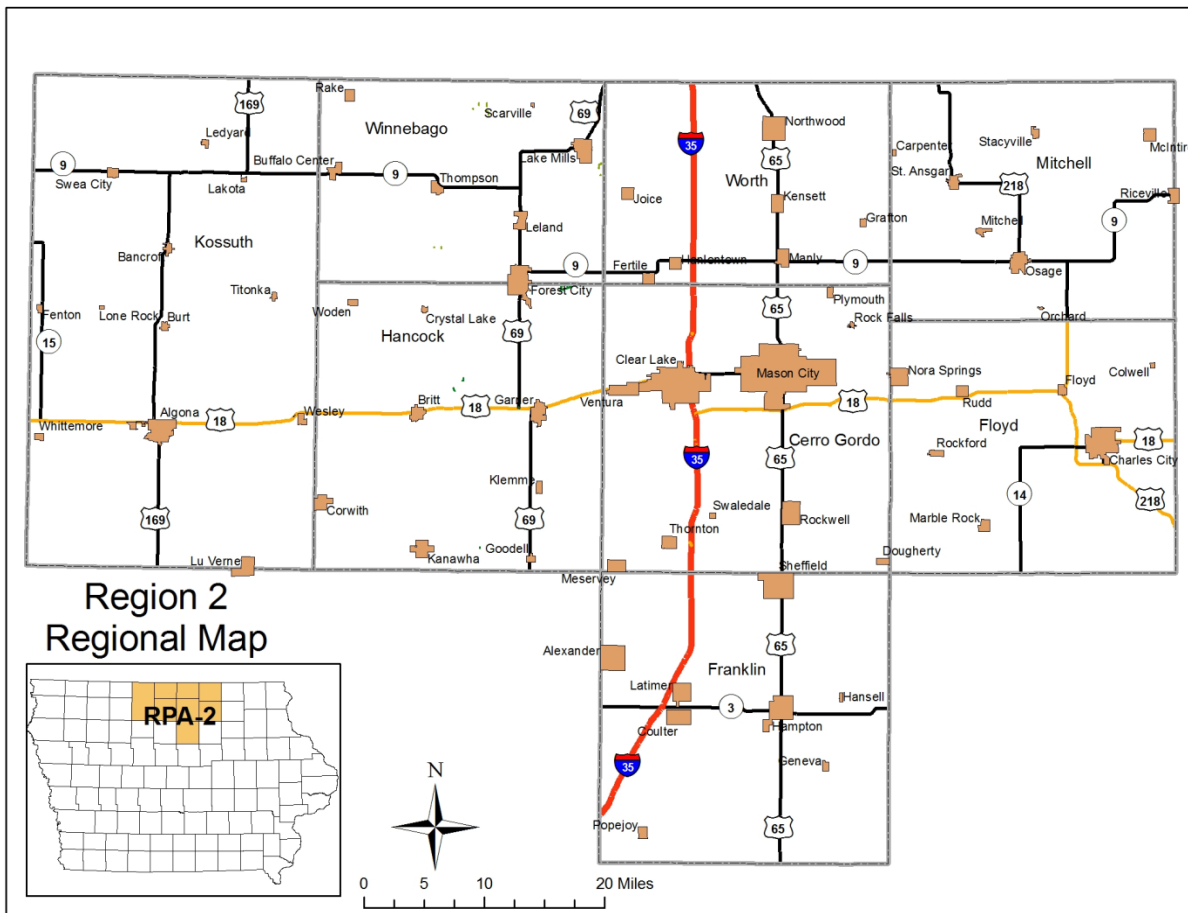 169
Rake
Scarville
69
Winnebago
35
Northwood
65
Ledyard
Buffalo Center
Lake Mills
Carpenter
Stacyville
McIntire
9
Mitchell
Swea City
Lakota
9
Thompson
Worth
St. Ansgar
218
Joice
Kensett
Riceville
Grafton
Mitchell
9
Leland
Kossuth
Bancroft
Fertile
9
Hanlontown
Manly
9
Osage
Titonka
Forest City
Woden
Crystal Lake
65
Plymouth
Orchard
Fenton
Lone Rock
Burt
Hancock
69
Rock Falls
15
Clear Lake
Mason City
Nora Springs
Colwell
Floyd
Algona
18
Wesley
Britt
18
Garner
Ventura
18
Rudd
Whittemore
Cerro Gordo
Floyd
18
35
65
Rockford
Charles City
Klemme
14
218
Corwith
169
69
Swaledale
Rockwell
Marble Rock
Thornton
Lu Verne
Kanawha
Goodell
Dougherty
Meservey
Sheffield
Region 2
Regional Map
Alexander
65
Franklin
Latimer
Hansell
3
RPA-2
Coulter
Hampton
35
Geneva
N
Popejoy
65
0 5 10 20 Miles